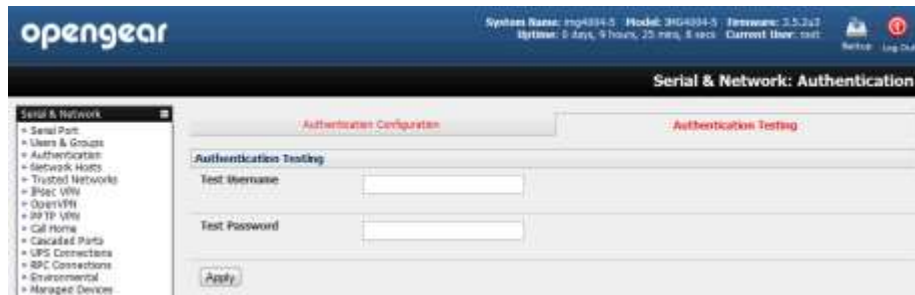 opengear
System Name: img4004-5 Model: IMG4004-5 Firmware: 3.5.2u3
Uptime: 0 days, 9 hours, 25 mins, 8 secs Current User: root
Backup Log Out
Serial & Network: Authentication
Serial & Network
Serial Port
Users & Groups
Authentication
Network Hosts
Trusted Networks
IPsec VPN
OpenVPN
PPTP VPN
Call Home
Cascaded Ports
UPS Connections
RPC Connections
Environmental
Managed Devices
Authentication Configuration
Authentication Testing
Authentication Testing
Test Username
Test Password
Apply